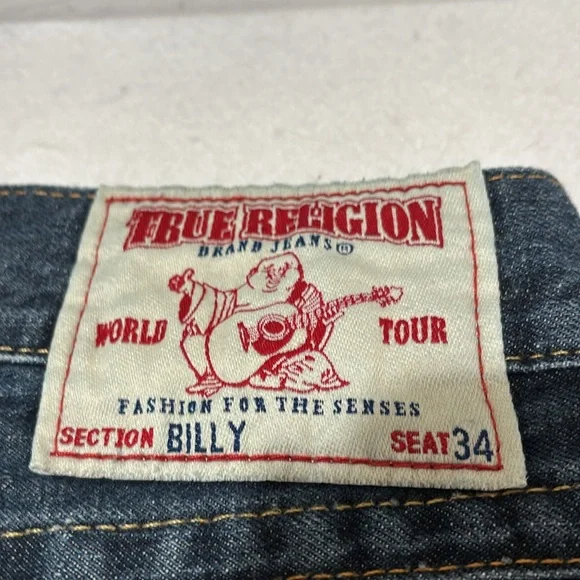 TRUE RELIGION
BRAND JEANS®
WORLD TOUR
FASHION FOR THE SENSES
SECTION BILLY SEAT 34